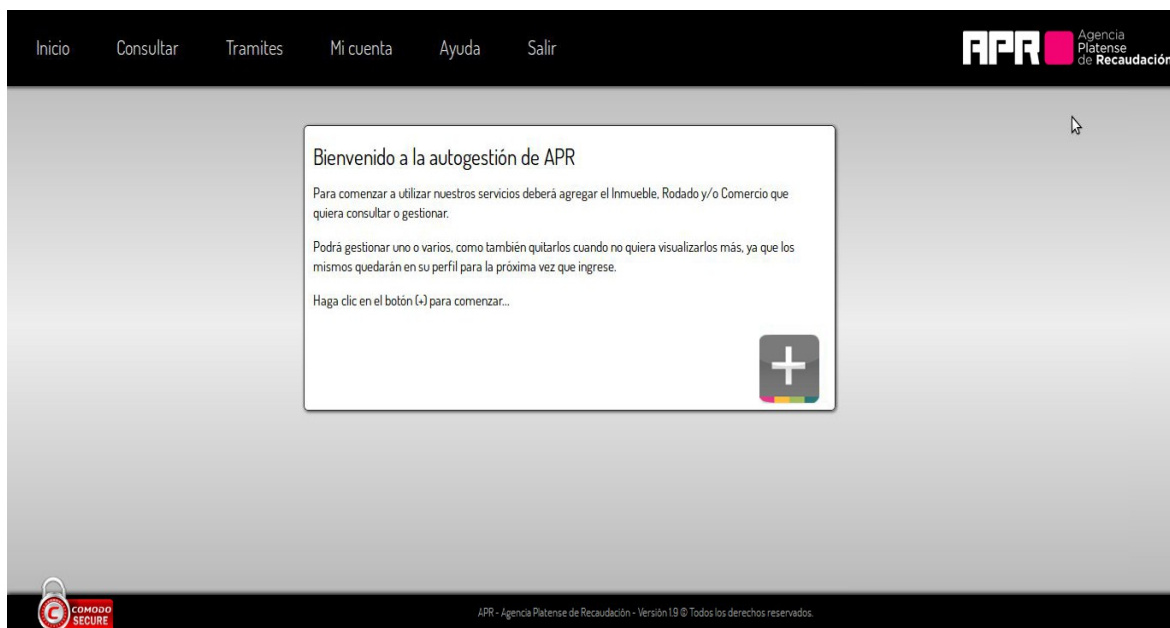 Inicio Consultar Tramites Mi cuenta Ayuda Salir
APR Agencia
Platense
de Recaudación
Bienvenido a la autogestión de APR
Para comenzar a utilizar nuestros servicios deberá agregar el Inmueble, Rodado y/o Comercio que
quiera consultar o gestionar.
Podrá gestionar uno o varios, como también quitarlos cuando no quiera visualizarlos más, ya que los
mismos quedarán en su perfil para la próxima vez que ingrese.
Haga clic en el botón (+) para comenzar...
C COMODO
SECURE
APR - Agencia Platense de Recaudación - Versión 1.9 © Todos los derechos reservados.